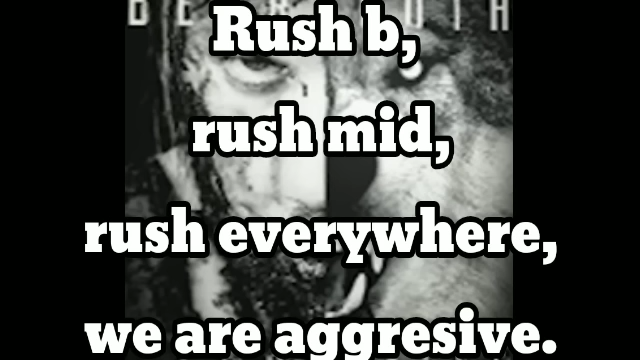 Rush b,
rush mid,
rush everywhere,
we are aggresive.